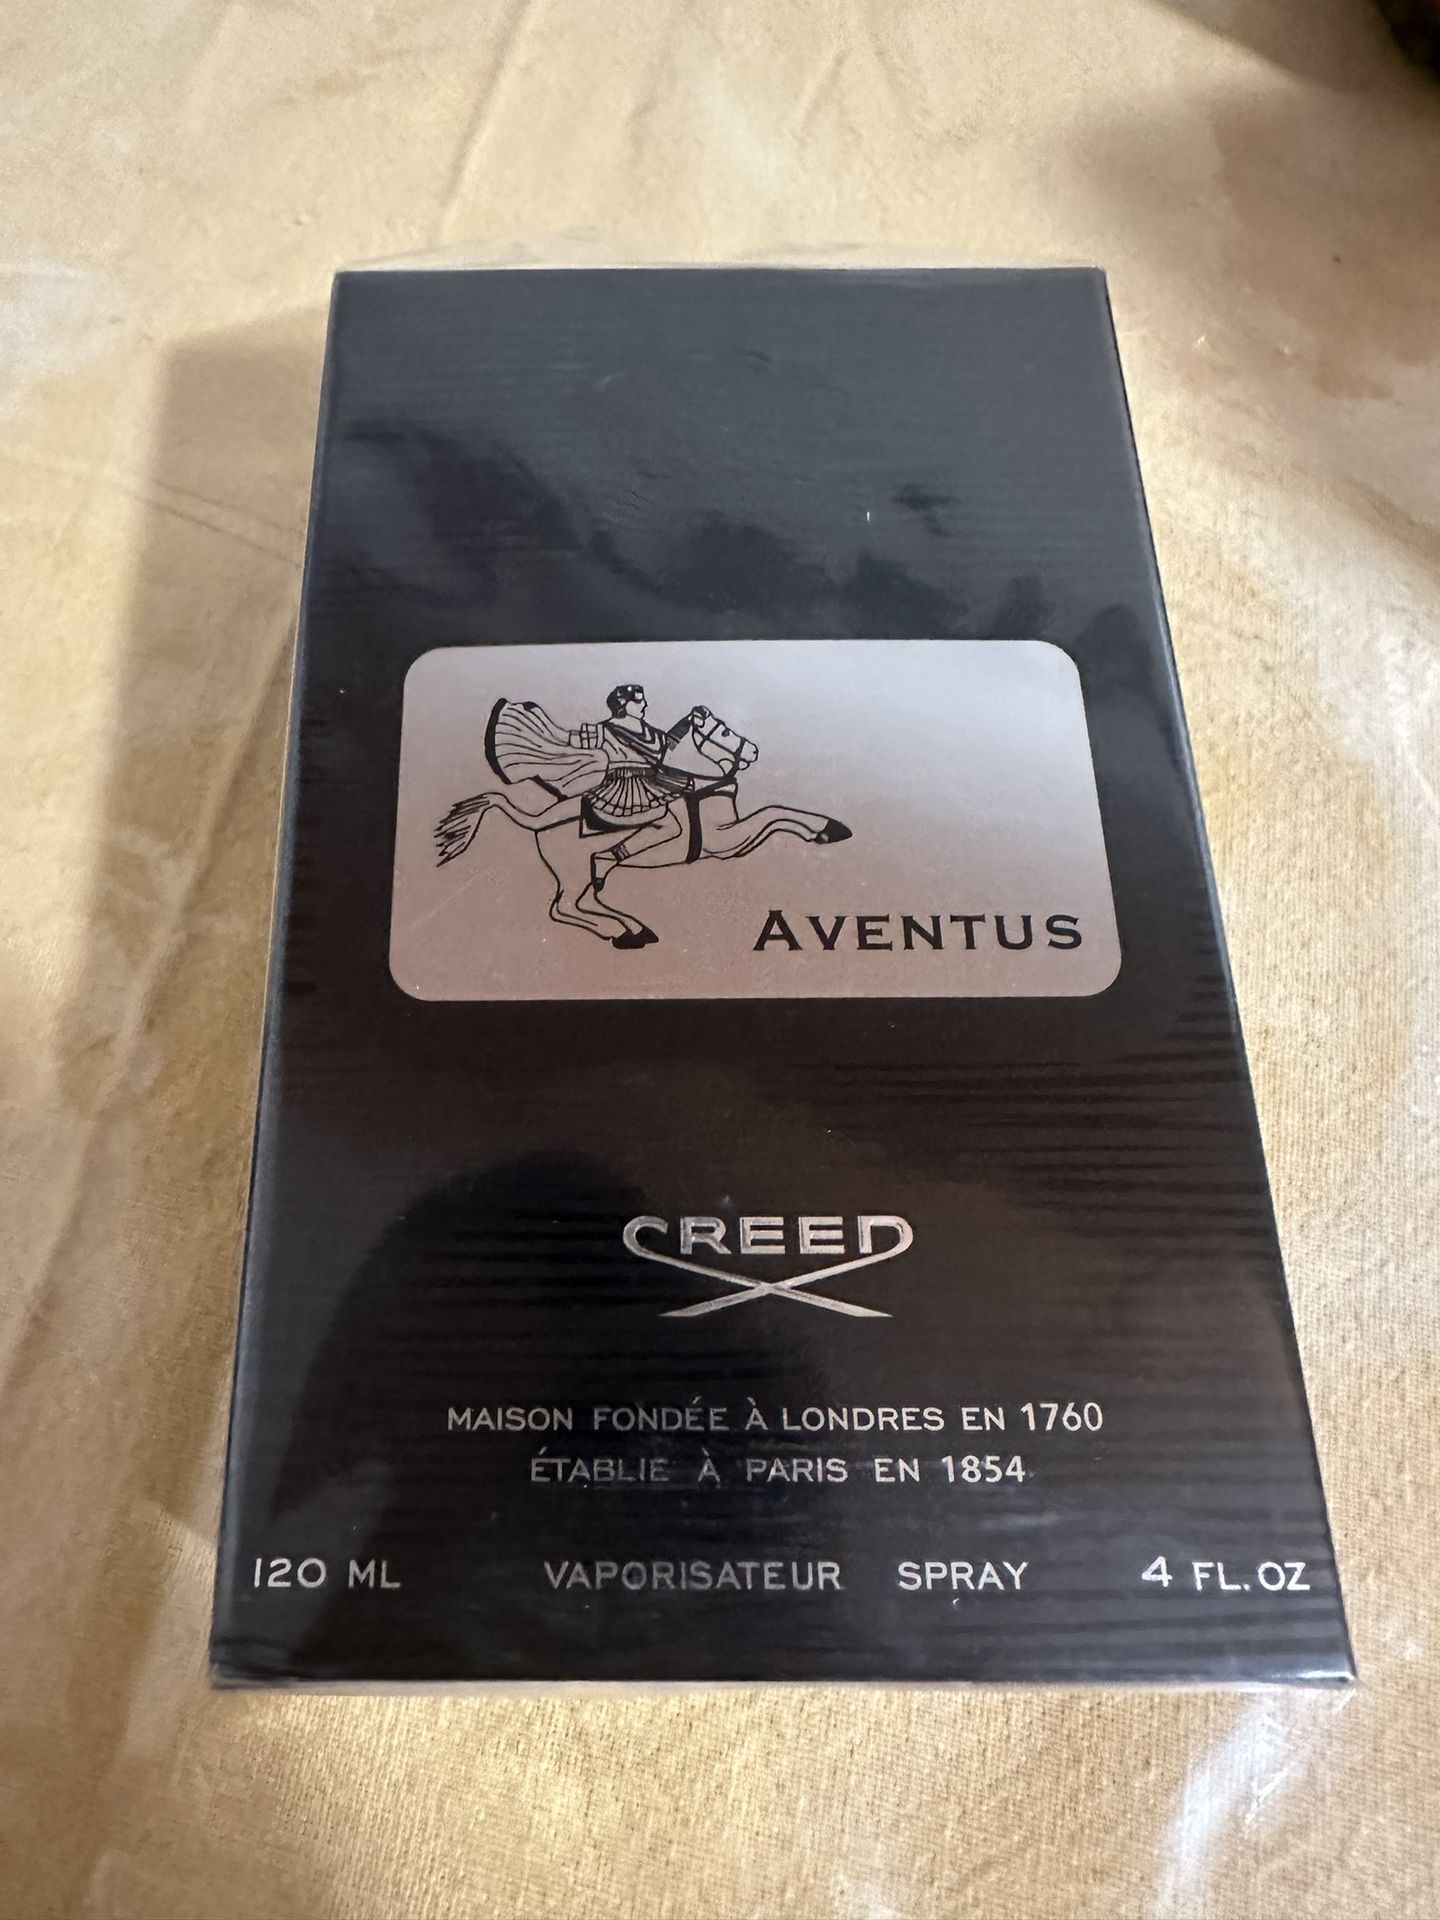 AVENTUS
CREED
MAISON FONDÉE À LONDRES EN 1760
ÉTABLIE À PARIS EN 1854
120 ML VAPORISATEUR SPRAY 4 FL. OZ